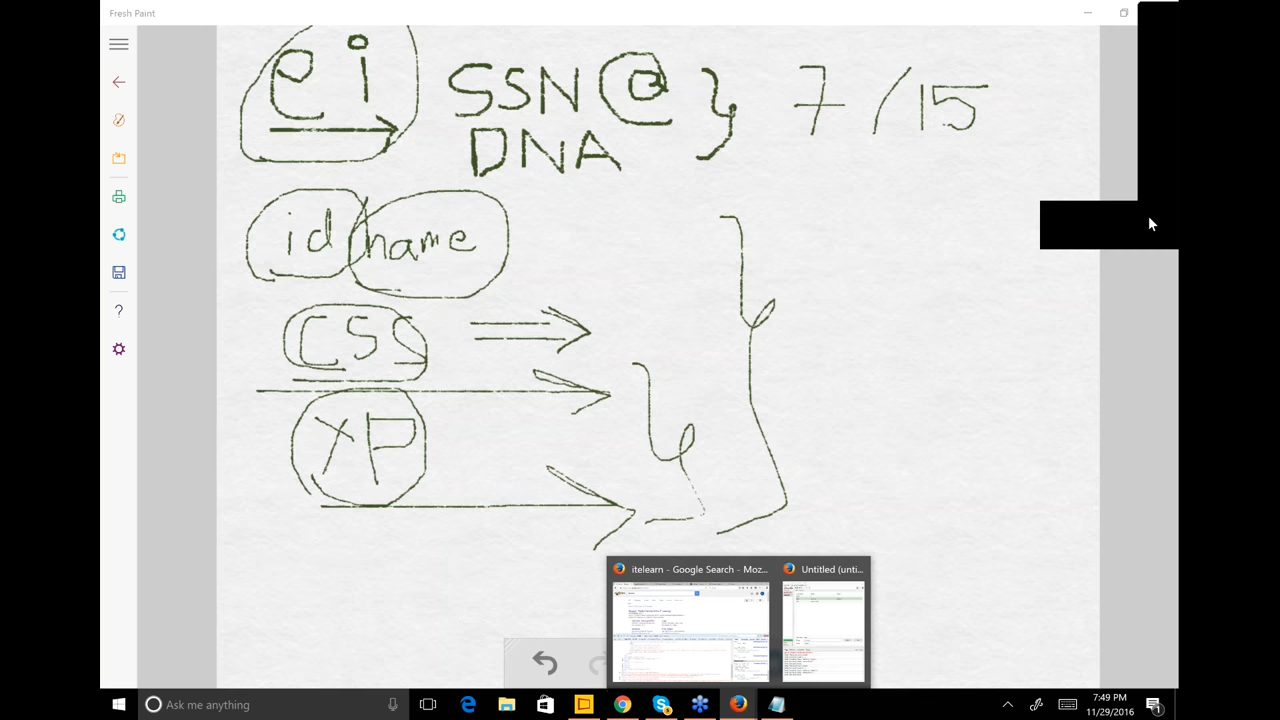 Fresh Paint
ei SSN @ } 7/15
DNA
id name
CSS
XP
itelearn - Google Search - Moz...
Untitled (unti...
?
Ask me anything
7:49 PM
11/29/2016